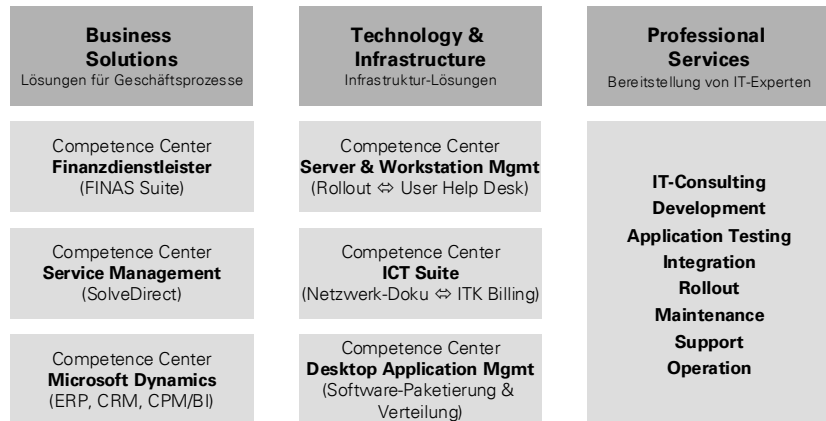 Business
Solutions
Lösungen für Geschäftsprozesse
Competence Center
Finanzdienstleister
(FINAS Suite)
Competence Center
Service Management
(SolveDirect)
Competence Center
Microsoft Dynamics
(ERP, CRM, CPM/BI)
Technology &
Infrastructure
Infrastruktur-Lösungen
Competence Center
Server & Workstation Mgmt
(Rollout ⇔ User Help Desk)
Competence Center
ICT Suite
(Netzwerk-Doku ⇔ ITK Billing)
Competence Center
Desktop Application Mgmt
(Software-Paketierung &
Verteilung)
Professional
Services
Bereitstellung von IT-Experten
IT-Consulting
Development
Application Testing
Integration
Rollout
Maintenance
Support
Operation